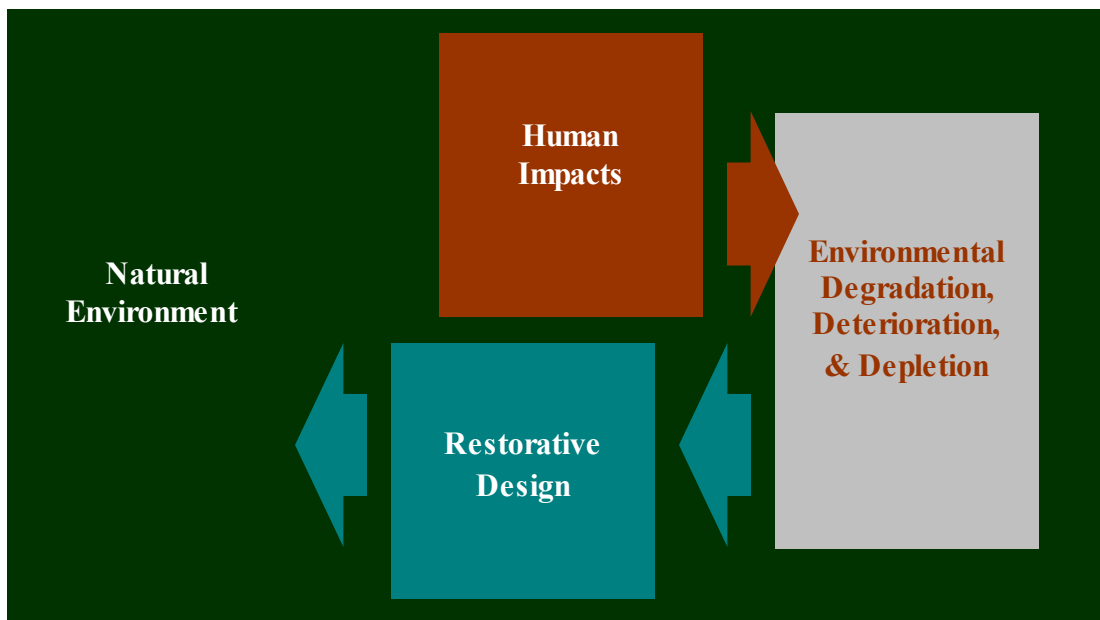 Human
Impacts
Natural
Environment
Environmental
Degradation,
Deterioration,
& Depletion
Restorative
Design